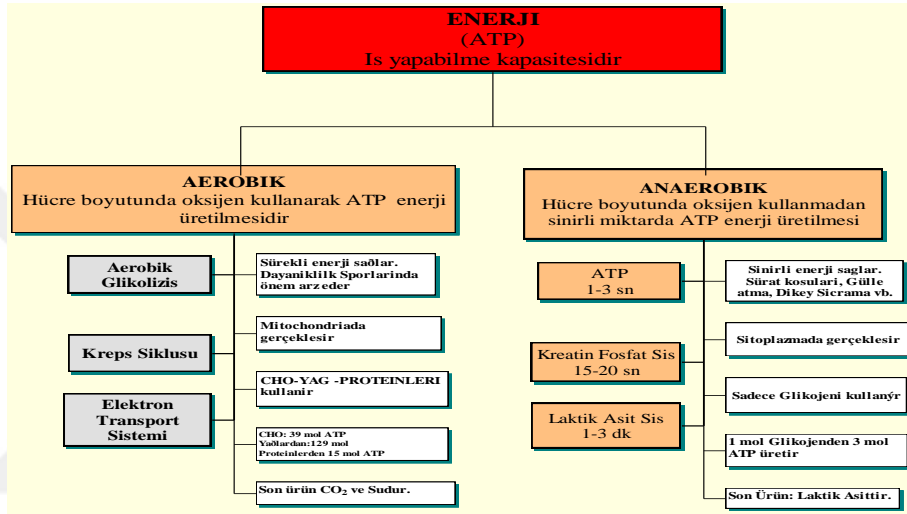 ENERJI
(ATP)
Is yapabilme kapasitesidir
AEROBIK
Hücre boyutunda oksijen kullanarak ATP enerji
üretilmesidir
Aerobik
Glikolizis
Sürekli enerji saðlar.
Dayaniklilk Sporlarinda
önem arz eder
Kreps Siklusu
Mitochondriada
gerçeklesir
Elektron
Transport
Sistemi
CHO-YAG -PROTEINLERI
kullanir
CHO: 39 mol ATP
Yaðlardan:129 mol
Proteinlerden 15 mol ATP
Son ürün CO₂ ve Sudur.
ANAEROBIK
Hücre boyutunda oksijen kullanmadan
sinirli miktarda ATP enerji üretilmesi
ATP
1-3 sn
Sinirli enerji saglar.
Sürat kosulari, Gülle
atma, Dikey Sicrama vb.
Kreatin Fosfat Sis
15-20 sn
Sitoplazmada gerçeklesir
Laktik Asit Sis
1-3 dk
Sadece Glikojeni kullanýr
1 mol Glikojenden 3 mol
ATP üretir
Son Ürün: Laktik Asittir.